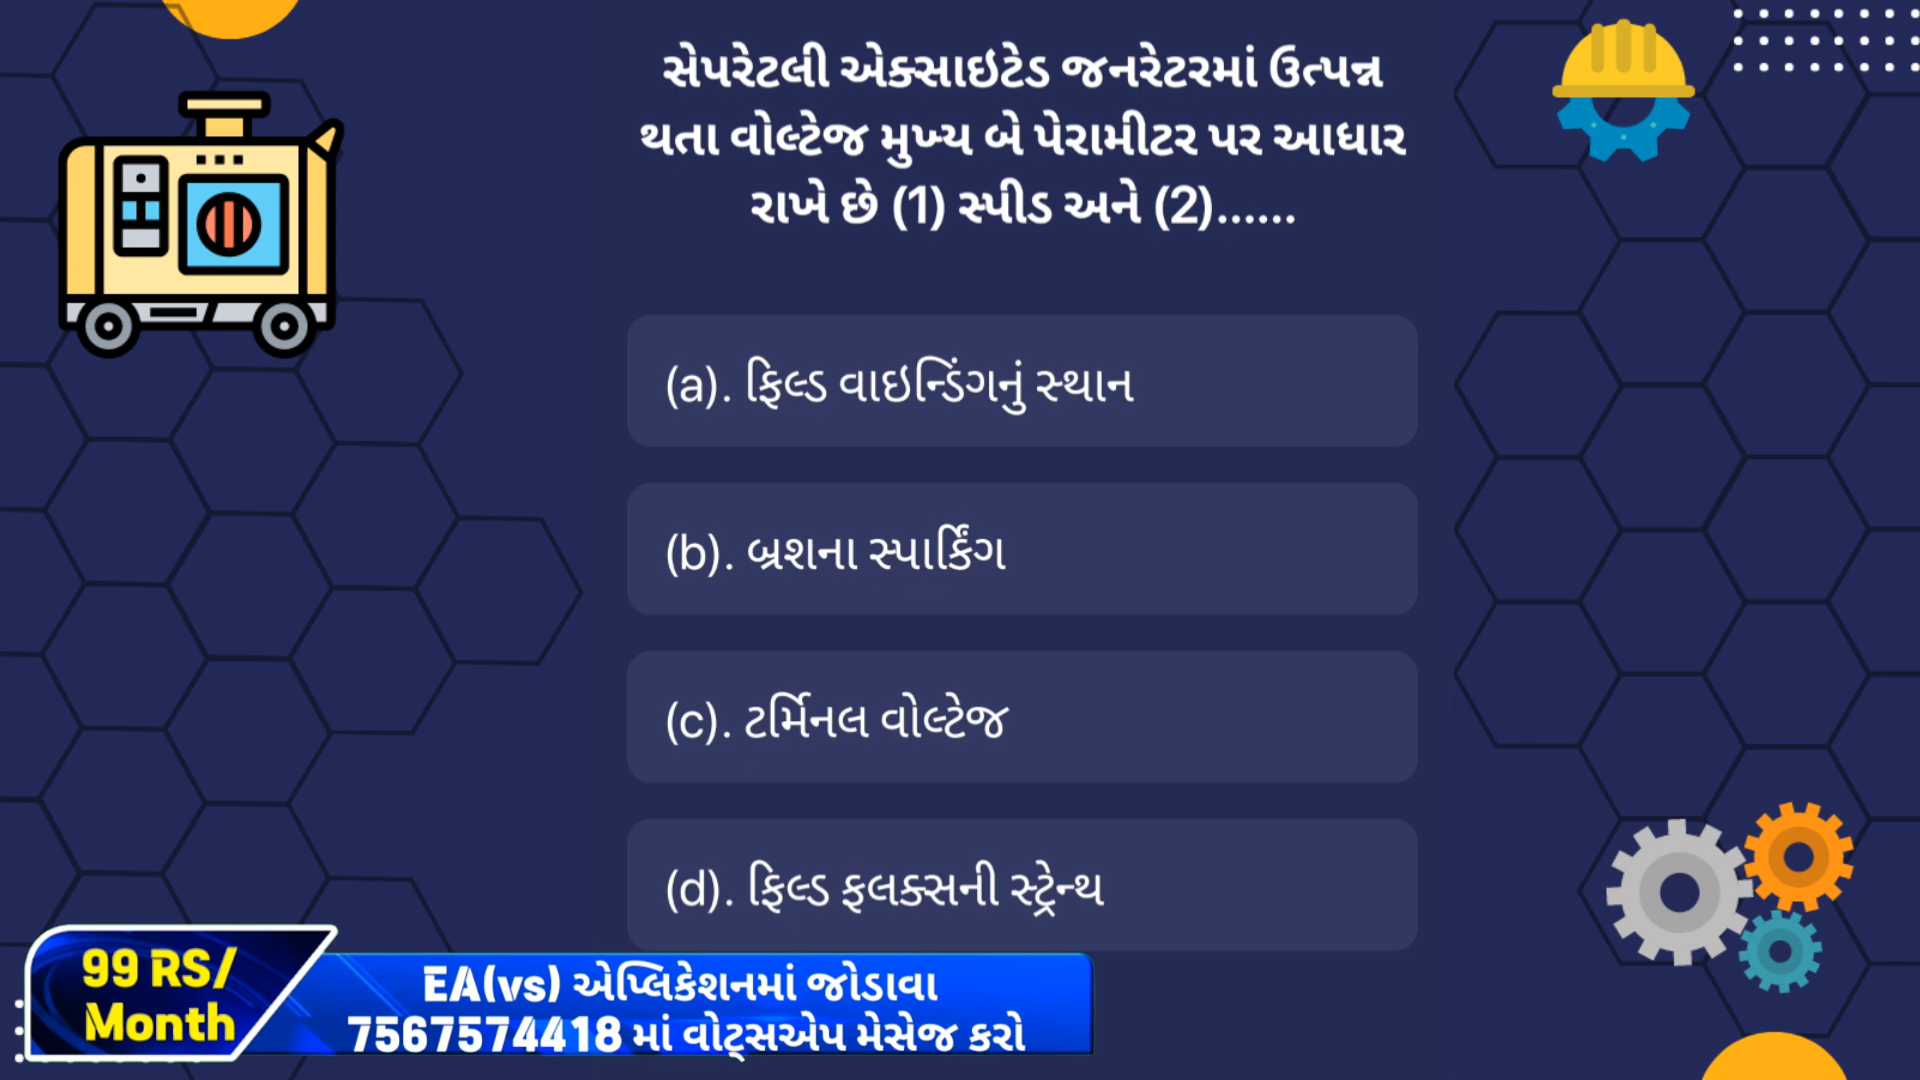 સેપરેટલી એક્સાઇટેડ જનરેટરમાં ઉત્પન્ન
થતા વોલ્ટેજ મુખ્ય બે પેરામીટર પર આધાર
રાખે છે (1) સ્પીડ અને (2)......
(a). ફિલ્ડ વાઇન્ડિંગનું સ્થાન
(b). બ્રશના સ્પાર્કિંગ
(c). ટર્મિનલ વોલ્ટેજ
(d). ફિલ્ડ ફલક્સની સ્ટ્રેન્થ
99 RS/
Month
EA(vs) એપ્લિકેશનમાં જોડાવા
7567574418 માં વોટ્સએપ મેસેજ કરો